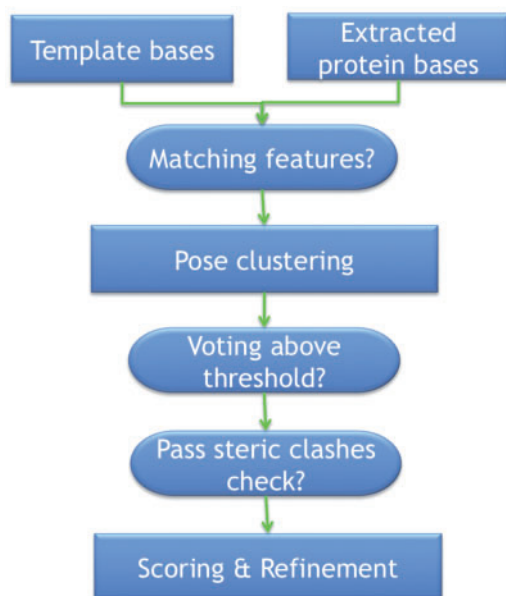 Template bases
Extracted
protein bases
Matching features?
Pose clustering
Voting above
threshold?
Pass steric clashes
check?
Scoring & Refinement